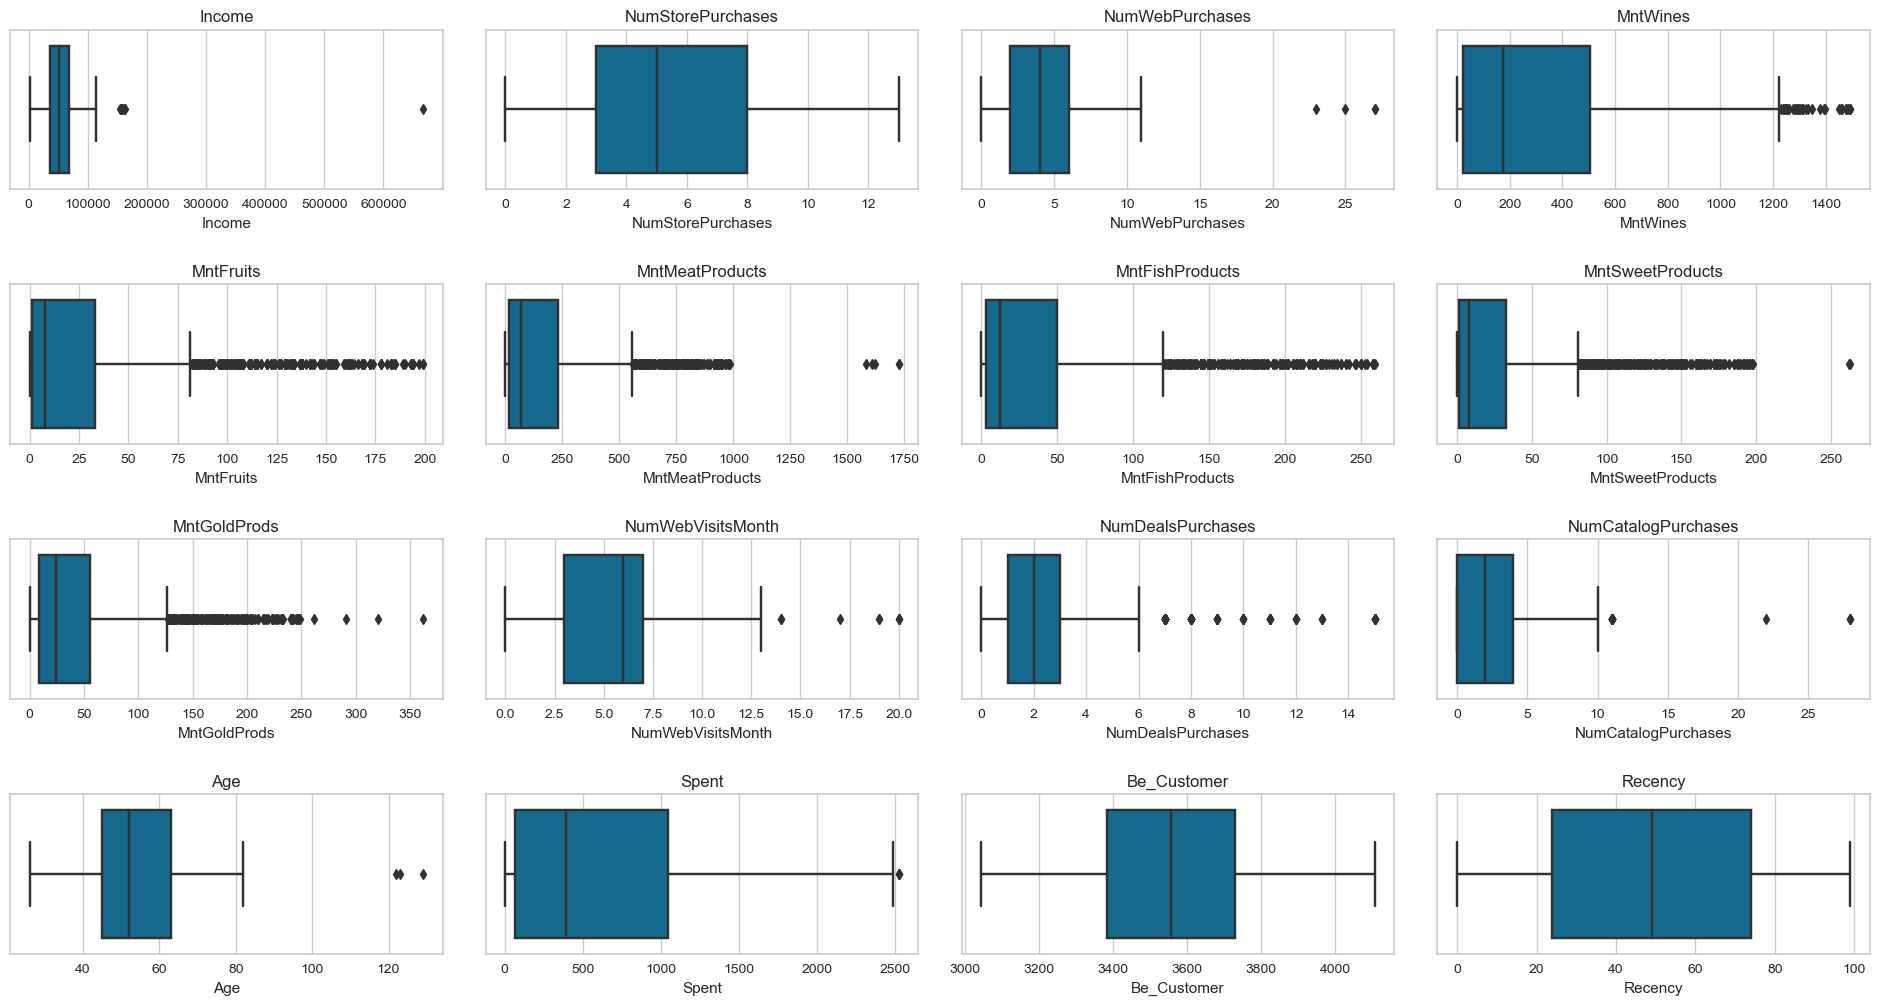 Income NumStorePurchases NumWebPurchases MntWines
0 100000 200000 300000 400000 500000 600000 0 2 4 6 8 10 12 0 5 10 15 20 25 0 200 400 600 800 1000 1200 1400
Income NumStorePurchases NumWebPurchases MntWines
MntFruits MntMeatProducts MntFishProducts MntSweetProducts
0 25 50 75 100 125 150 175 200 0 250 500 750 1000 1250 1500 1750 0 50 100 150 200 250 0 50 100 150 200 250
MntFruits MntMeatProducts MntFishProducts MntSweetProducts
MntGoldProds NumWebVisitsMonth NumDealsPurchases NumCatalogPurchases
0 50 100 150 200 250 300 350 0.0 2.5 5.0 7.5 10.0 12.5 15.0 17.5 20.0 0 2 4 6 8 10 12 14 0 5 10 15 20 25
MntGoldProds NumWebVisitsMonth NumDealsPurchases NumCatalogPurchases
Age Spent Be_Customer Recency
40 60 80 100 120 0 500 1000 1500 2000 2500 3000 3200 3400 3600 3800 4000 0 20 40 60 80 100
Age Spent Be_Customer Recency